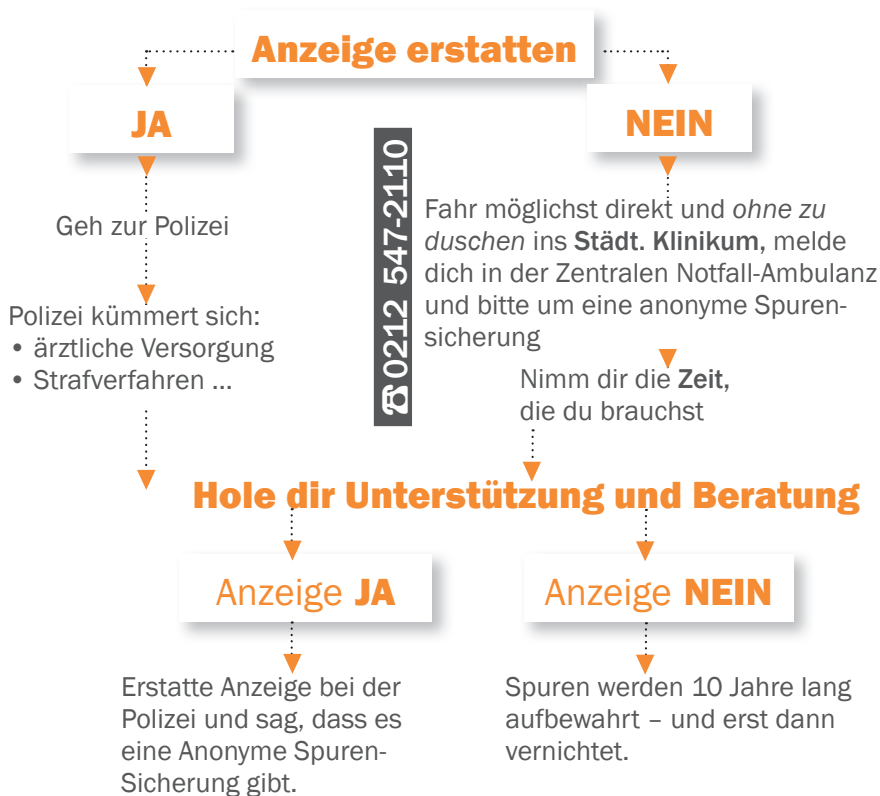 Anzeige erstatten
JA
Geh zur Polizei
Polizei kümmert sich:
• ärztliche Versorgung
• Strafverfahren ...
☎ 0212 547-2110
NEIN
Fahr möglichst direkt und ohne zu
duschen ins Städt. Klinikum, melde
dich in der Zentralen Notfall-Ambulanz
und bitte um eine anonyme Spuren-
sicherung
Nimm dir die Zeit,
die du brauchst
Hole dir Unterstützung und Beratung
Anzeige JA
Erstatte Anzeige bei der
Polizei und sag, dass es
eine Anonyme Spuren-
Sicherung gibt.
Anzeige NEIN
Spuren werden 10 Jahre lang
aufbewahrt – und erst dann
vernichtet.